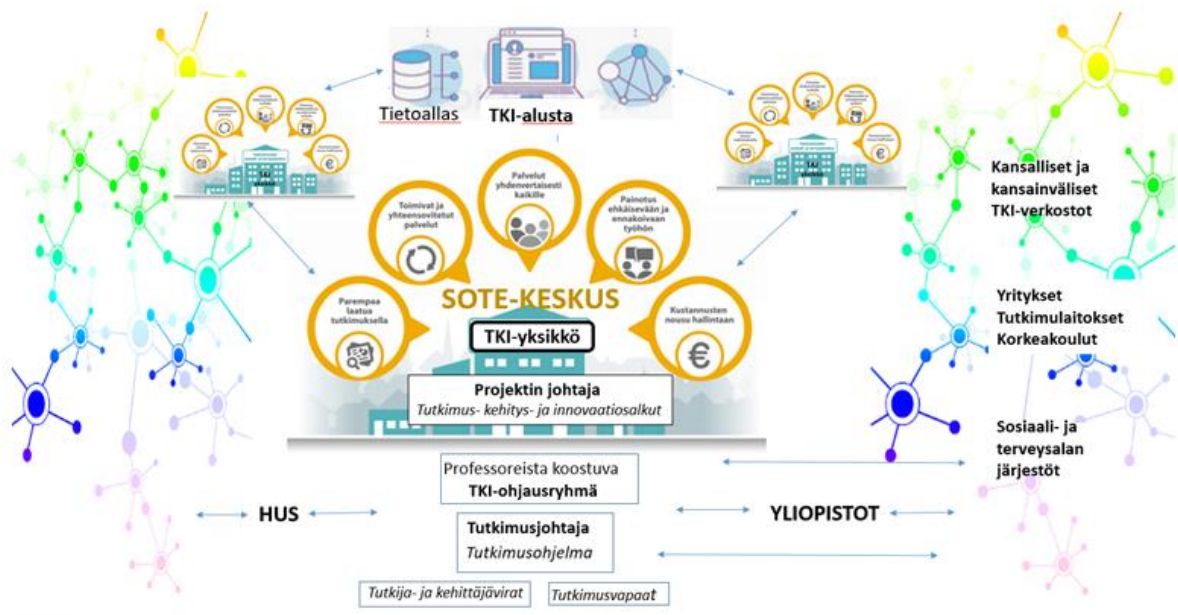 Tietoallas
TKI-alusta
Palvelut
yhdenvertaisesti
kaikille
Toimivat ja
yhteensovitetut
palvelut
Painotus
ehkäisevään ja
ennakoivaan
työhön
Parempaa
laatua
tutkimuksella
Kustannusten
nousu hallintaan
€
SOTE-KESKUS
TKI-yksikkö
Projektin johtaja
Tutkimus- kehitys- ja innovaatiosalkut
Professoreista koostuva
TKI-ohjausryhmä
HUS
YLIOPISTOT
Tutkimusjohtaja
Tutkimusohjelma
Tutkija- ja kehittäjävirat
Tutkimusvapaat
Kansalliset ja
kansainväliset
TKI-verkostot
Yritykset
Tutkimulaitokset
Korkeakoulut
Sosiaali- ja
terveysalan
järjestöt